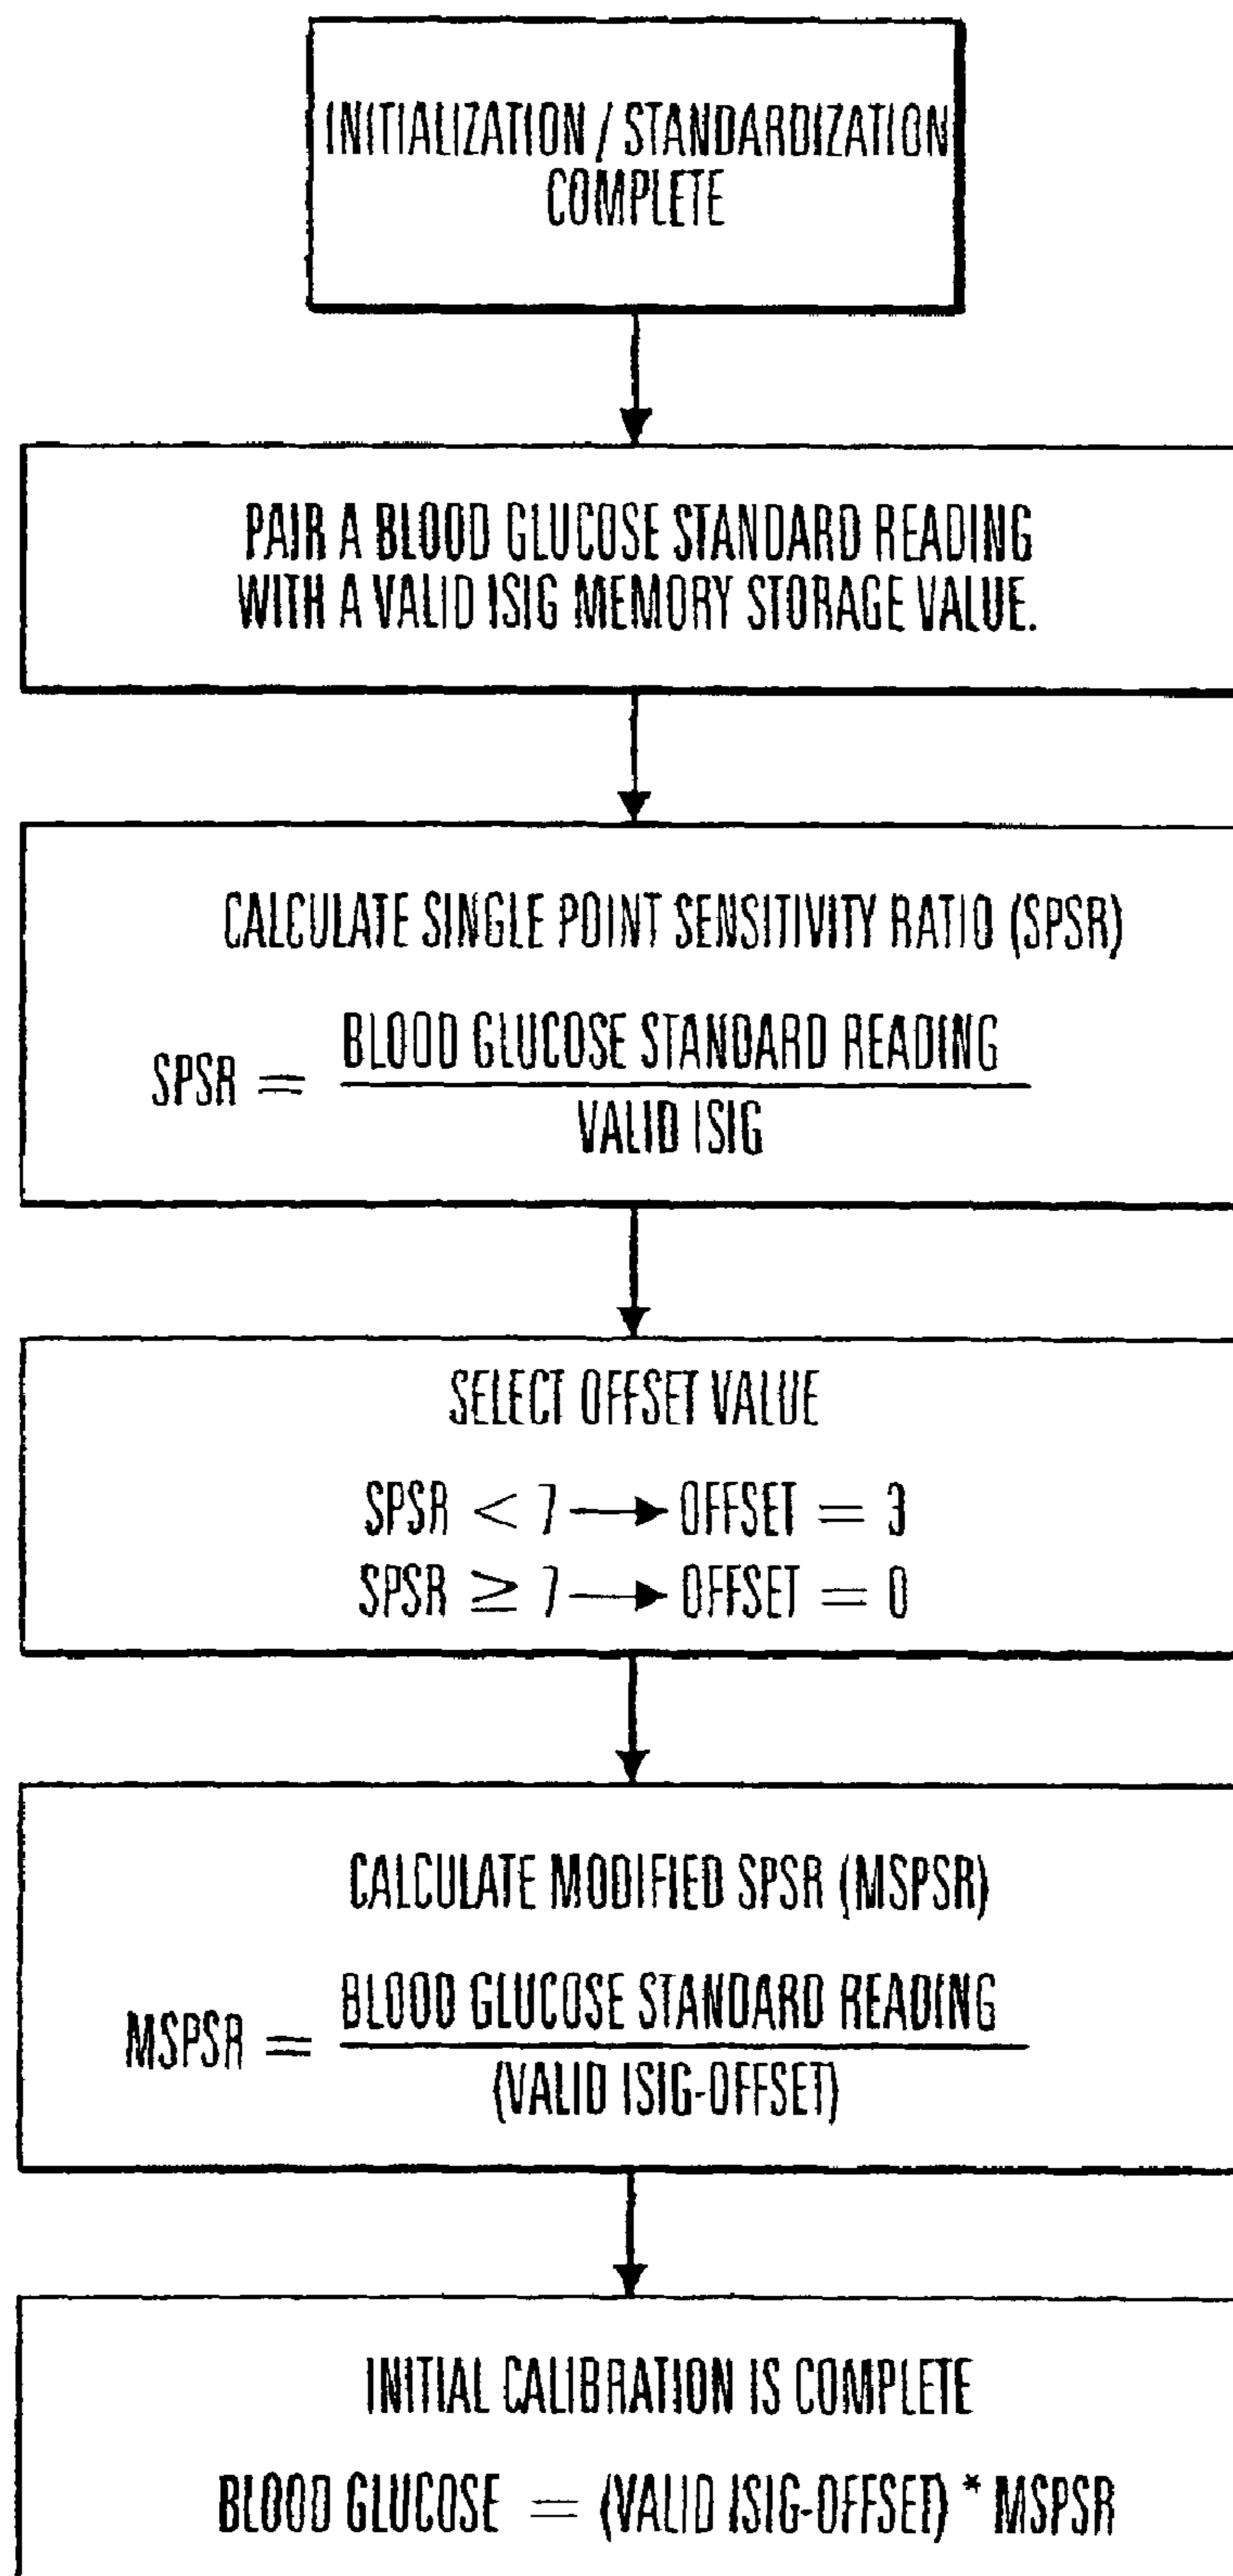 INITIALIZATION / STANDARDIZATION
COMPLETE
PAIR A BLOOD GLUCOSE STANDARD READING
WITH A VALID ISIG MEMORY STORAGE VALUE.
CALCULATE SINGLE POINT SENSITIVITY RATIO (SPSR)
SPSR = BLOOD GLUCOSE STANDARD READING
VALID ISIG
SELECT OFFSET VALUE
SPSR < 7 → OFFSET = 3
SPSR ≥ 7 → OFFSET = 0
CALCULATE MODIFIED SPSR (MSPSR)
MSPSR = BLOOD GLUCOSE STANDARD READING
(VALID ISIG-OFFSET)
INITIAL CALIBRATION IS COMPLETE
BLOOD GLUCOSE = (VALID ISIG-OFFSET) * MSPSR